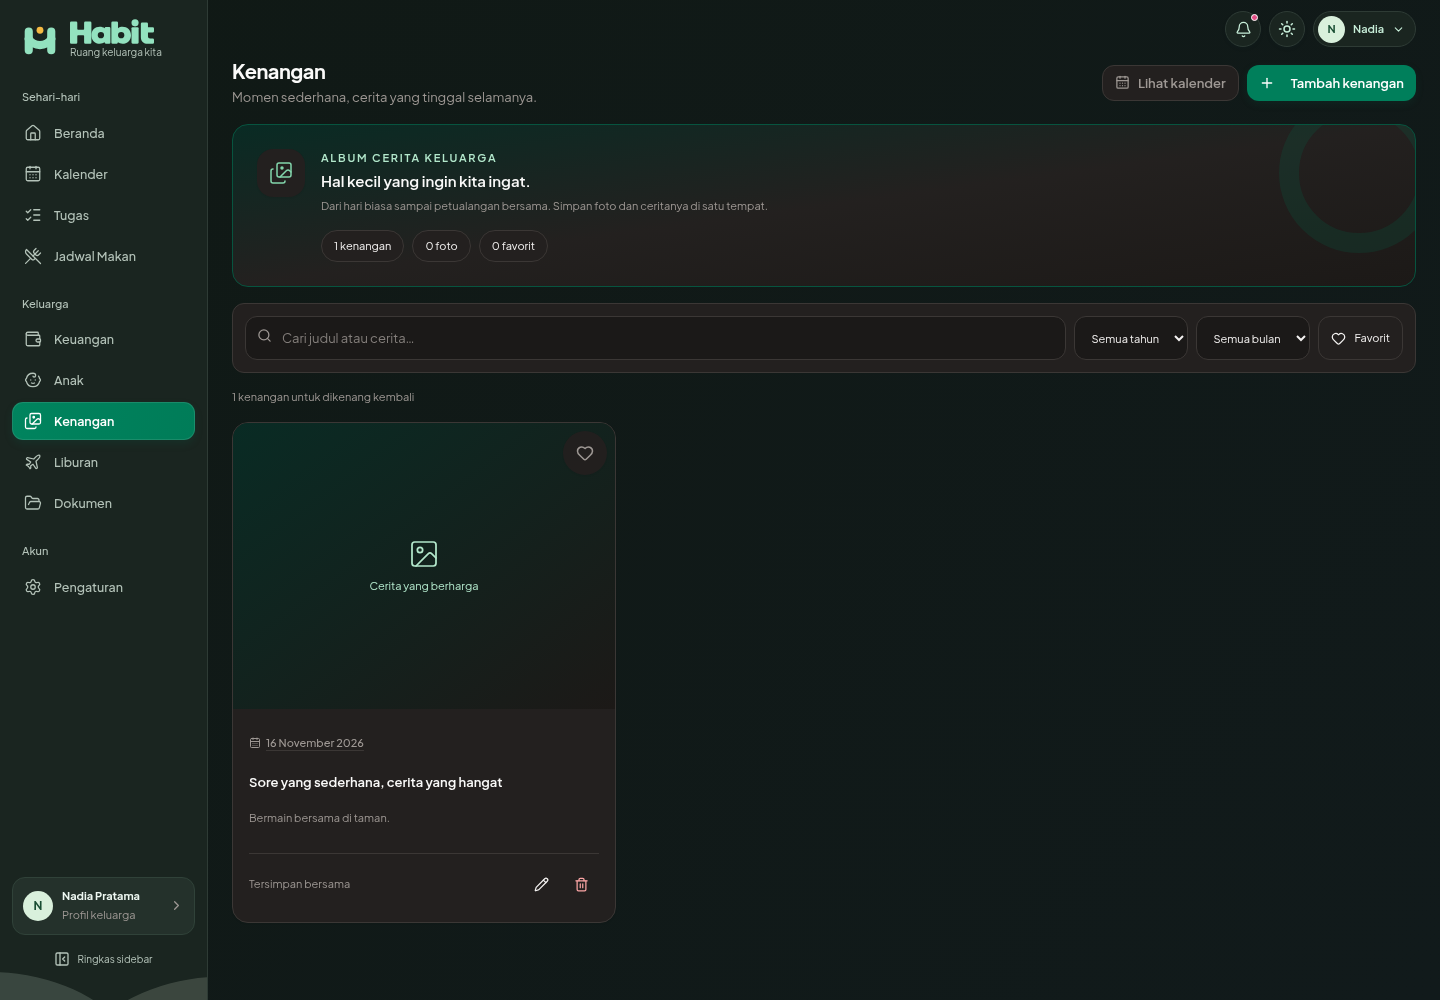 Habit
Ruang keluarga kita
Sehari-hari
Beranda
Kalender
Tugas
Jadwal Makan
Keluarga
Keuangan
Anak
Kenangan
Liburan
Dokumen
Akun
Pengaturan
N
Nadia Pratama
Profil keluarga
Ringkas sidebar
N
Nadia
Kenangan
Momen sederhana, cerita yang tinggal selamanya.
Lihat kalender
Tambah kenangan
ALBUM CERITA KELUARGA
Hal kecil yang ingin kita ingat.
Dari hari biasa sampai petualangan bersama. Simpan foto dan ceritanya di satu tempat.
1 kenangan
0 foto
0 favorit
Cari judul atau cerita...
Semua tahun
Semua bulan
Favorit
1 kenangan untuk dikenang kembali
Cerita yang berharga
16 November 2026
Sore yang sederhana, cerita yang hangat
Bermain bersama di taman.
Tersimpan bersama